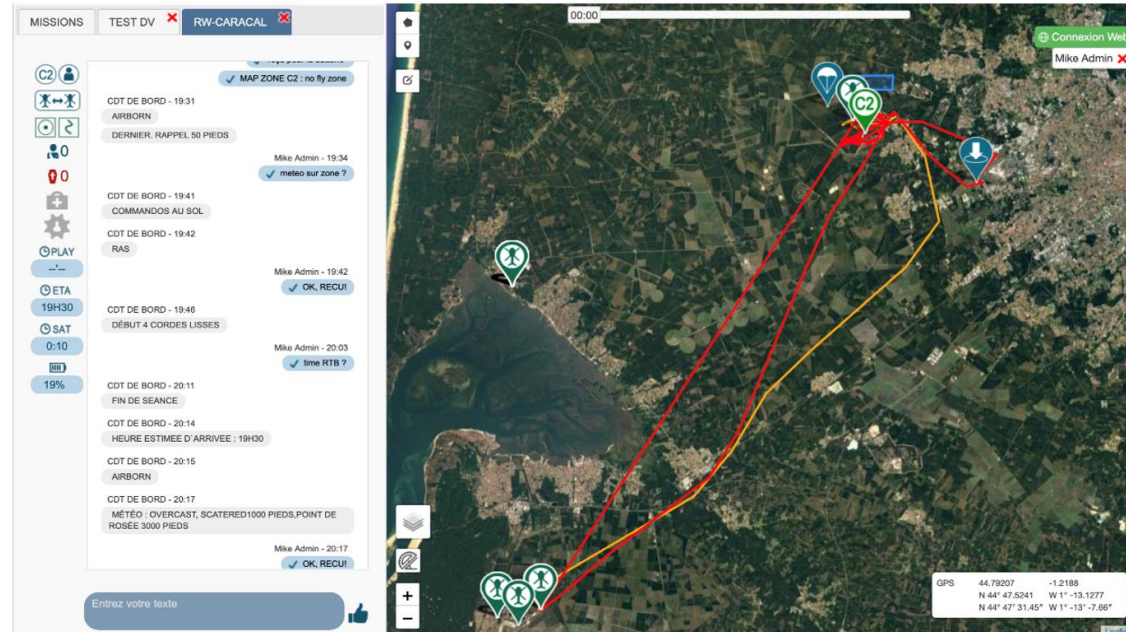 MISSIONS
TEST DV
RW-CARACAL
MAP ZONE C2 : no fly zone
CDT DE BORD - 19:31
AIRBORN
DERNIER. RAPPEL 50 PIEDS
Mike Admin - 19:34
meteo sur zone ?
CDT DE BORD - 19:41
COMMANDOS AU SOL
CDT DE BORD - 19:42
RAS
Mike Admin - 19:42
OK, RECU!
CDT DE BORD - 19:46
DÉBUT 4 CORDES LISSES
Mike Admin - 20:03
time RTB ?
CDT DE BORD - 20:11
FIN DE SEANCE
CDT DE BORD - 20:14
HEURE ESTIMEE D`ARRIVEE : 19H30
CDT DE BORD - 20:15
AIRBORN
CDT DE BORD - 20:17
MÉTÉO : OVERCAST, SCATERED1000 PIEDS,POINT DE
ROSÉE 3000 PIEDS
Mike Admin - 20:17
OK, RECU!
Entrez votre texte
C2
0
0
PLAY
--'--
ETA
19H30
SAT
0:10
19%
00:00
Connexion Web
Mike Admin
C2
+
−
GPS 44.79207 -1.2188
N 44° 47.5241 W 1° -13.1277
N 44° 47' 31.45" W 1° -13' -7.66"